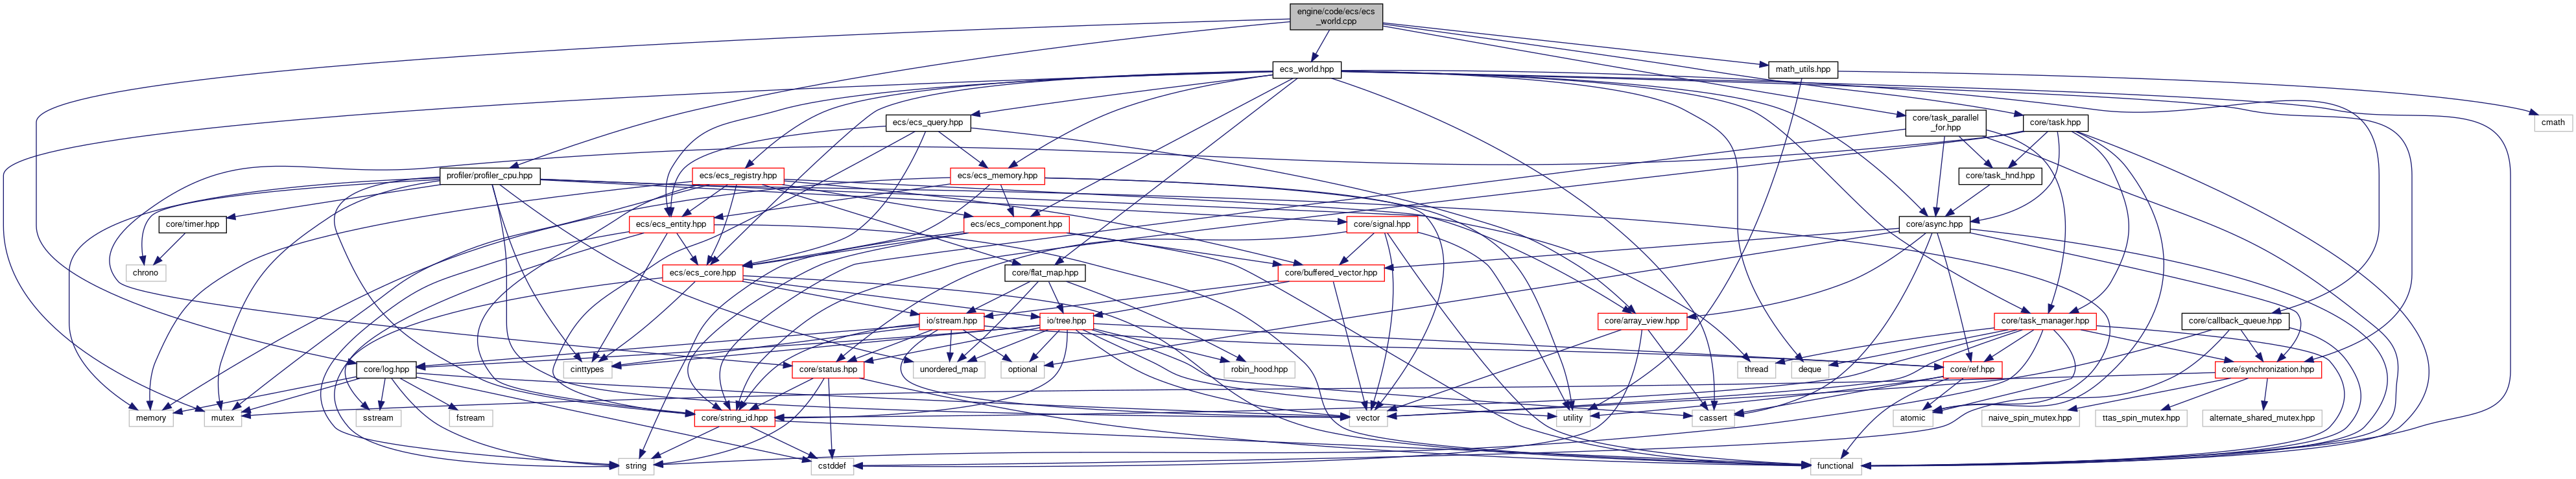 engine/code/ecs/ecs
_world.cpp
ecs_world.hpp
math_utils.hpp
core/task_parallel
_for.hpp
core/task.hpp
cmath
ecs/ecs_query.hpp
profiler/profiler_cpu.hpp
ecs/ecs_registry.hpp
ecs/ecs_memory.hpp
core/task_hnd.hpp
core/timer.hpp
ecs/ecs_entity.hpp
ecs/ecs_component.hpp
core/signal.hpp
core/async.hpp
chrono
ecs/ecs_core.hpp
core/flat_map.hpp
core/buffered_vector.hpp
io/stream.hpp
io/tree.hpp
core/array_view.hpp
core/task_manager.hpp
core/callback_queue.hpp
core/log.hpp
cinttypes
core/status.hpp
unordered_map
optional
robin_hood.hpp
thread
deque
core/ref.hpp
core/synchronization.hpp
memory
mutex
sstream
fstream
core/string_id.hpp
vector
utility
cassert
atomic
naive_spin_mutex.hpp
ttas_spin_mutex.hpp
alternate_shared_mutex.hpp
string
cstddef
functional